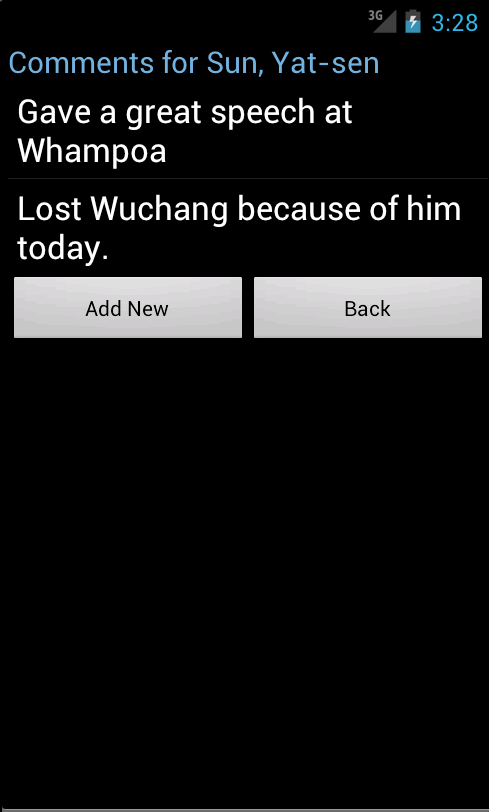 3G 3:28
Comments for Sun, Yat-sen
Gave a great speech at
Whampoa
Lost Wuchang because of him
today.
Add New Back